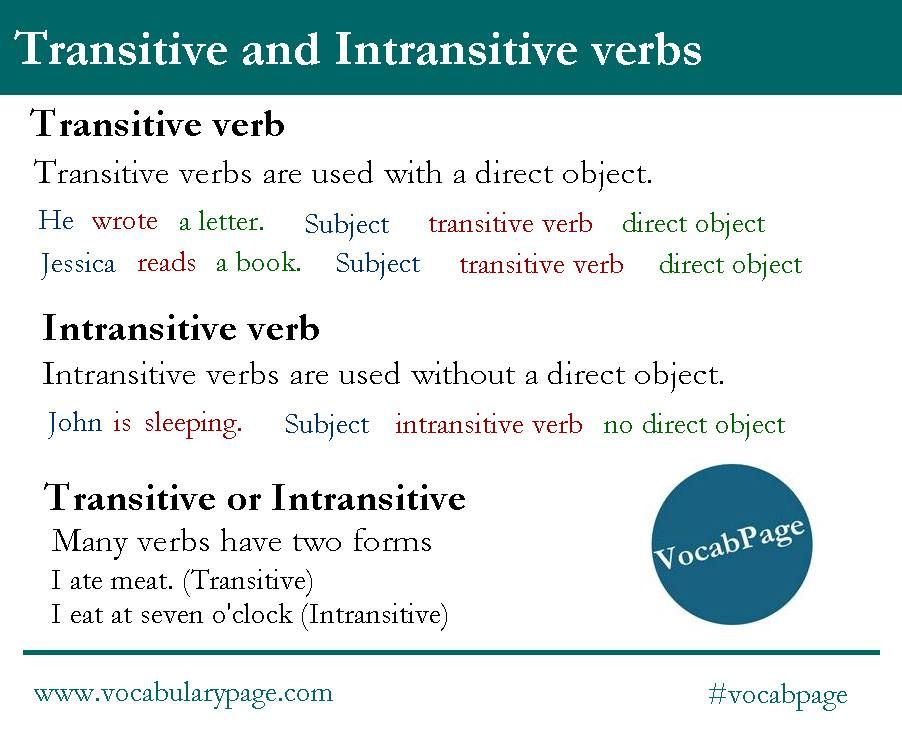 Transitive and Intransitive verbs
Transitive verb
Transitive verbs are used with a direct object.
He wrote a letter. Subject transitive verb direct object
Jessica reads a book. Subject transitive verb direct object
Intransitive verb
Intransitive verbs are used without a direct object.
John is sleeping. Subject intransitive verb no direct object
Transitive or Intransitive
Many verbs have two forms
I ate meat. (Transitive)
I eat at seven o'clock (Intransitive)
VocabPage
www.vocabularypage.com #vocabpage